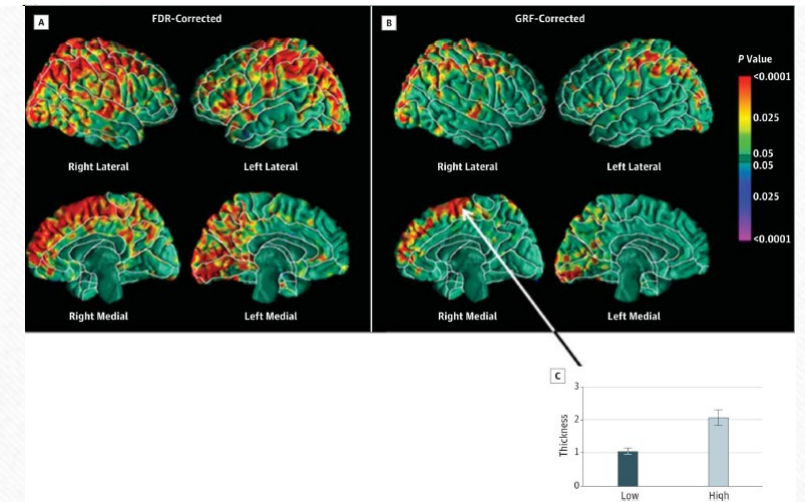 A
FDR-Corrected
Right Lateral
Left Lateral
Right Medial
Left Medial
B
GRF-Corrected
Right Lateral
Left Lateral
Right Medial
Left Medial
P Value
<0.0001
0.025
0.05
0.05
0.025
<0.0001
C
Thickness
3
2
1
0
Low
High